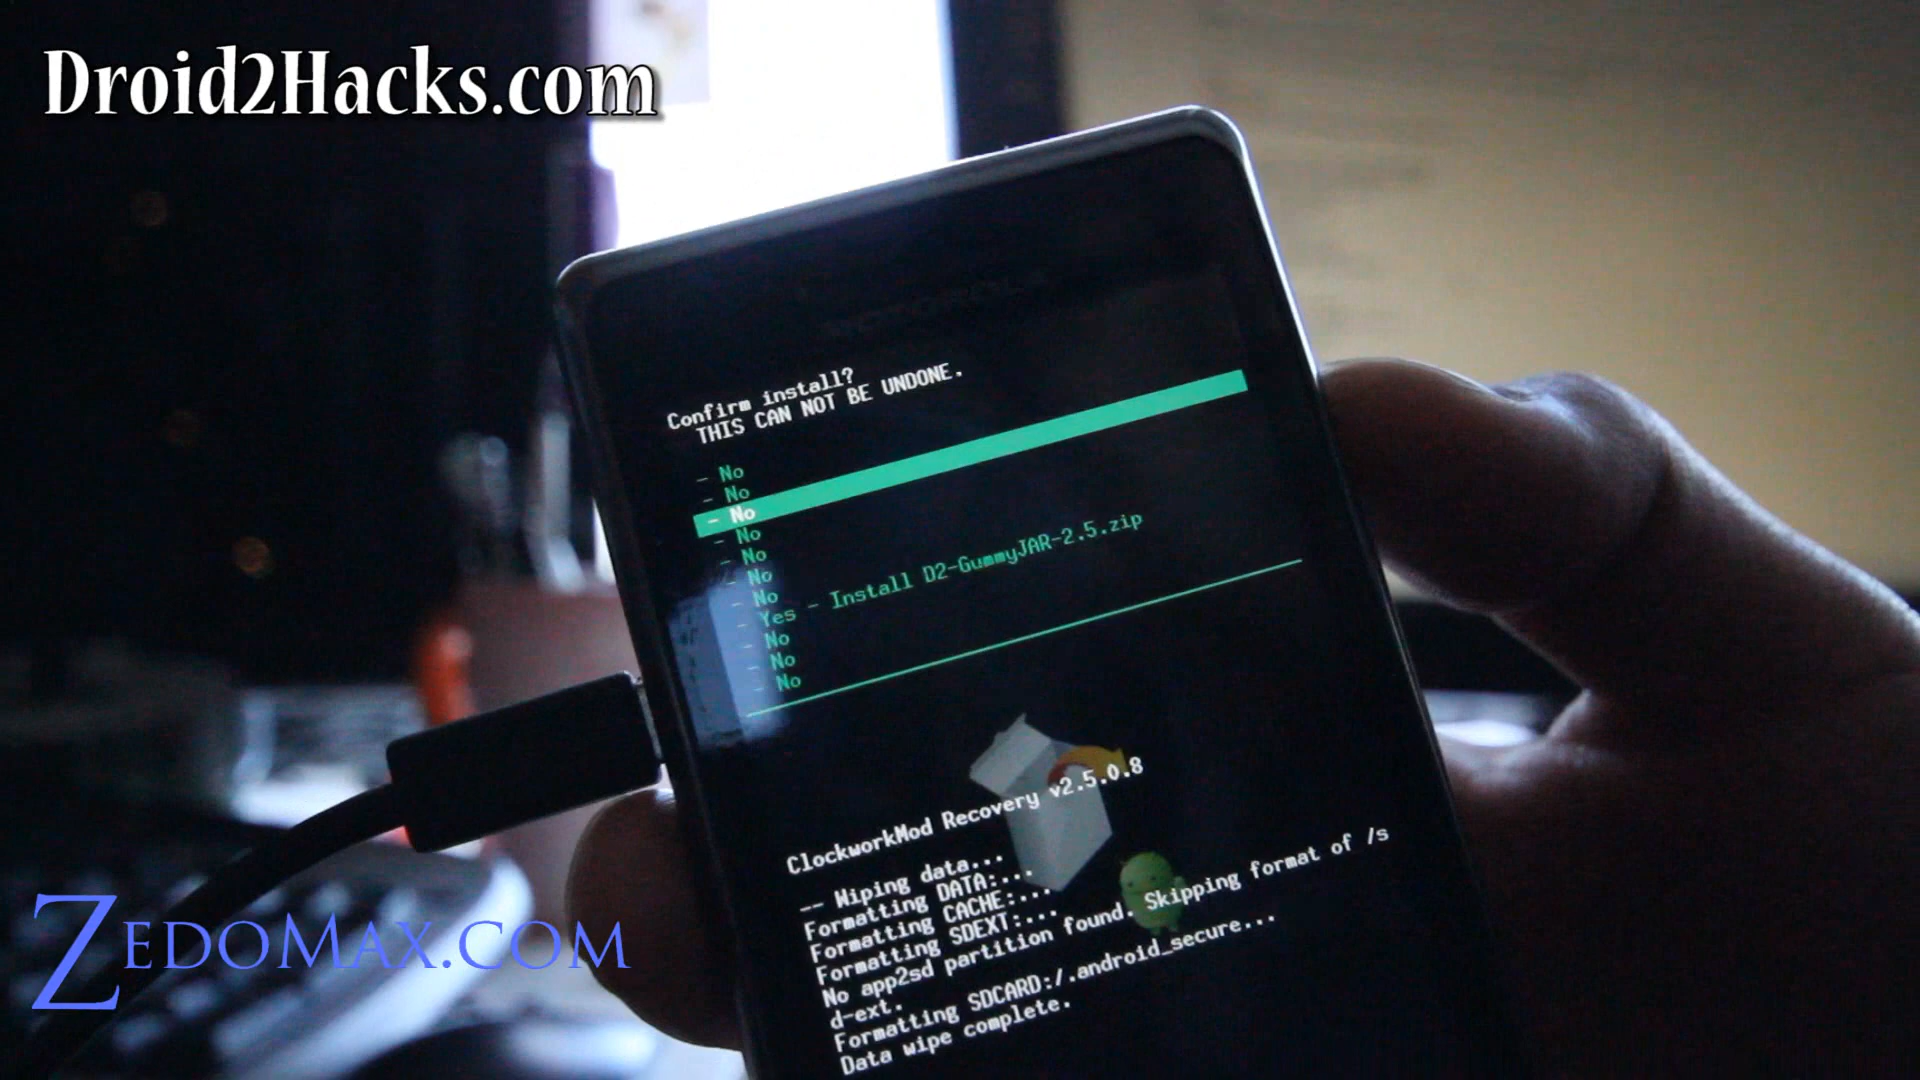 Droid2Hacks.com
Confirm install?
THIS CAN NOT BE UNDONE.
- No
- No
- No
- No
- No
- No
- No
- Yes - Install D2-GummyJAR-2.5.zip
- No
- No
- No
ClockworkMod Recovery v2.5.0.8
-- Wiping data...
Formatting DATA:...
Formatting CACHE:...
Formatting SDEXT:...
No app2sd partition found. Skipping format of /s
d-ext.
Formatting SDCARD:/.android_secure...
Data wipe complete.
ZEDOMAX.COM